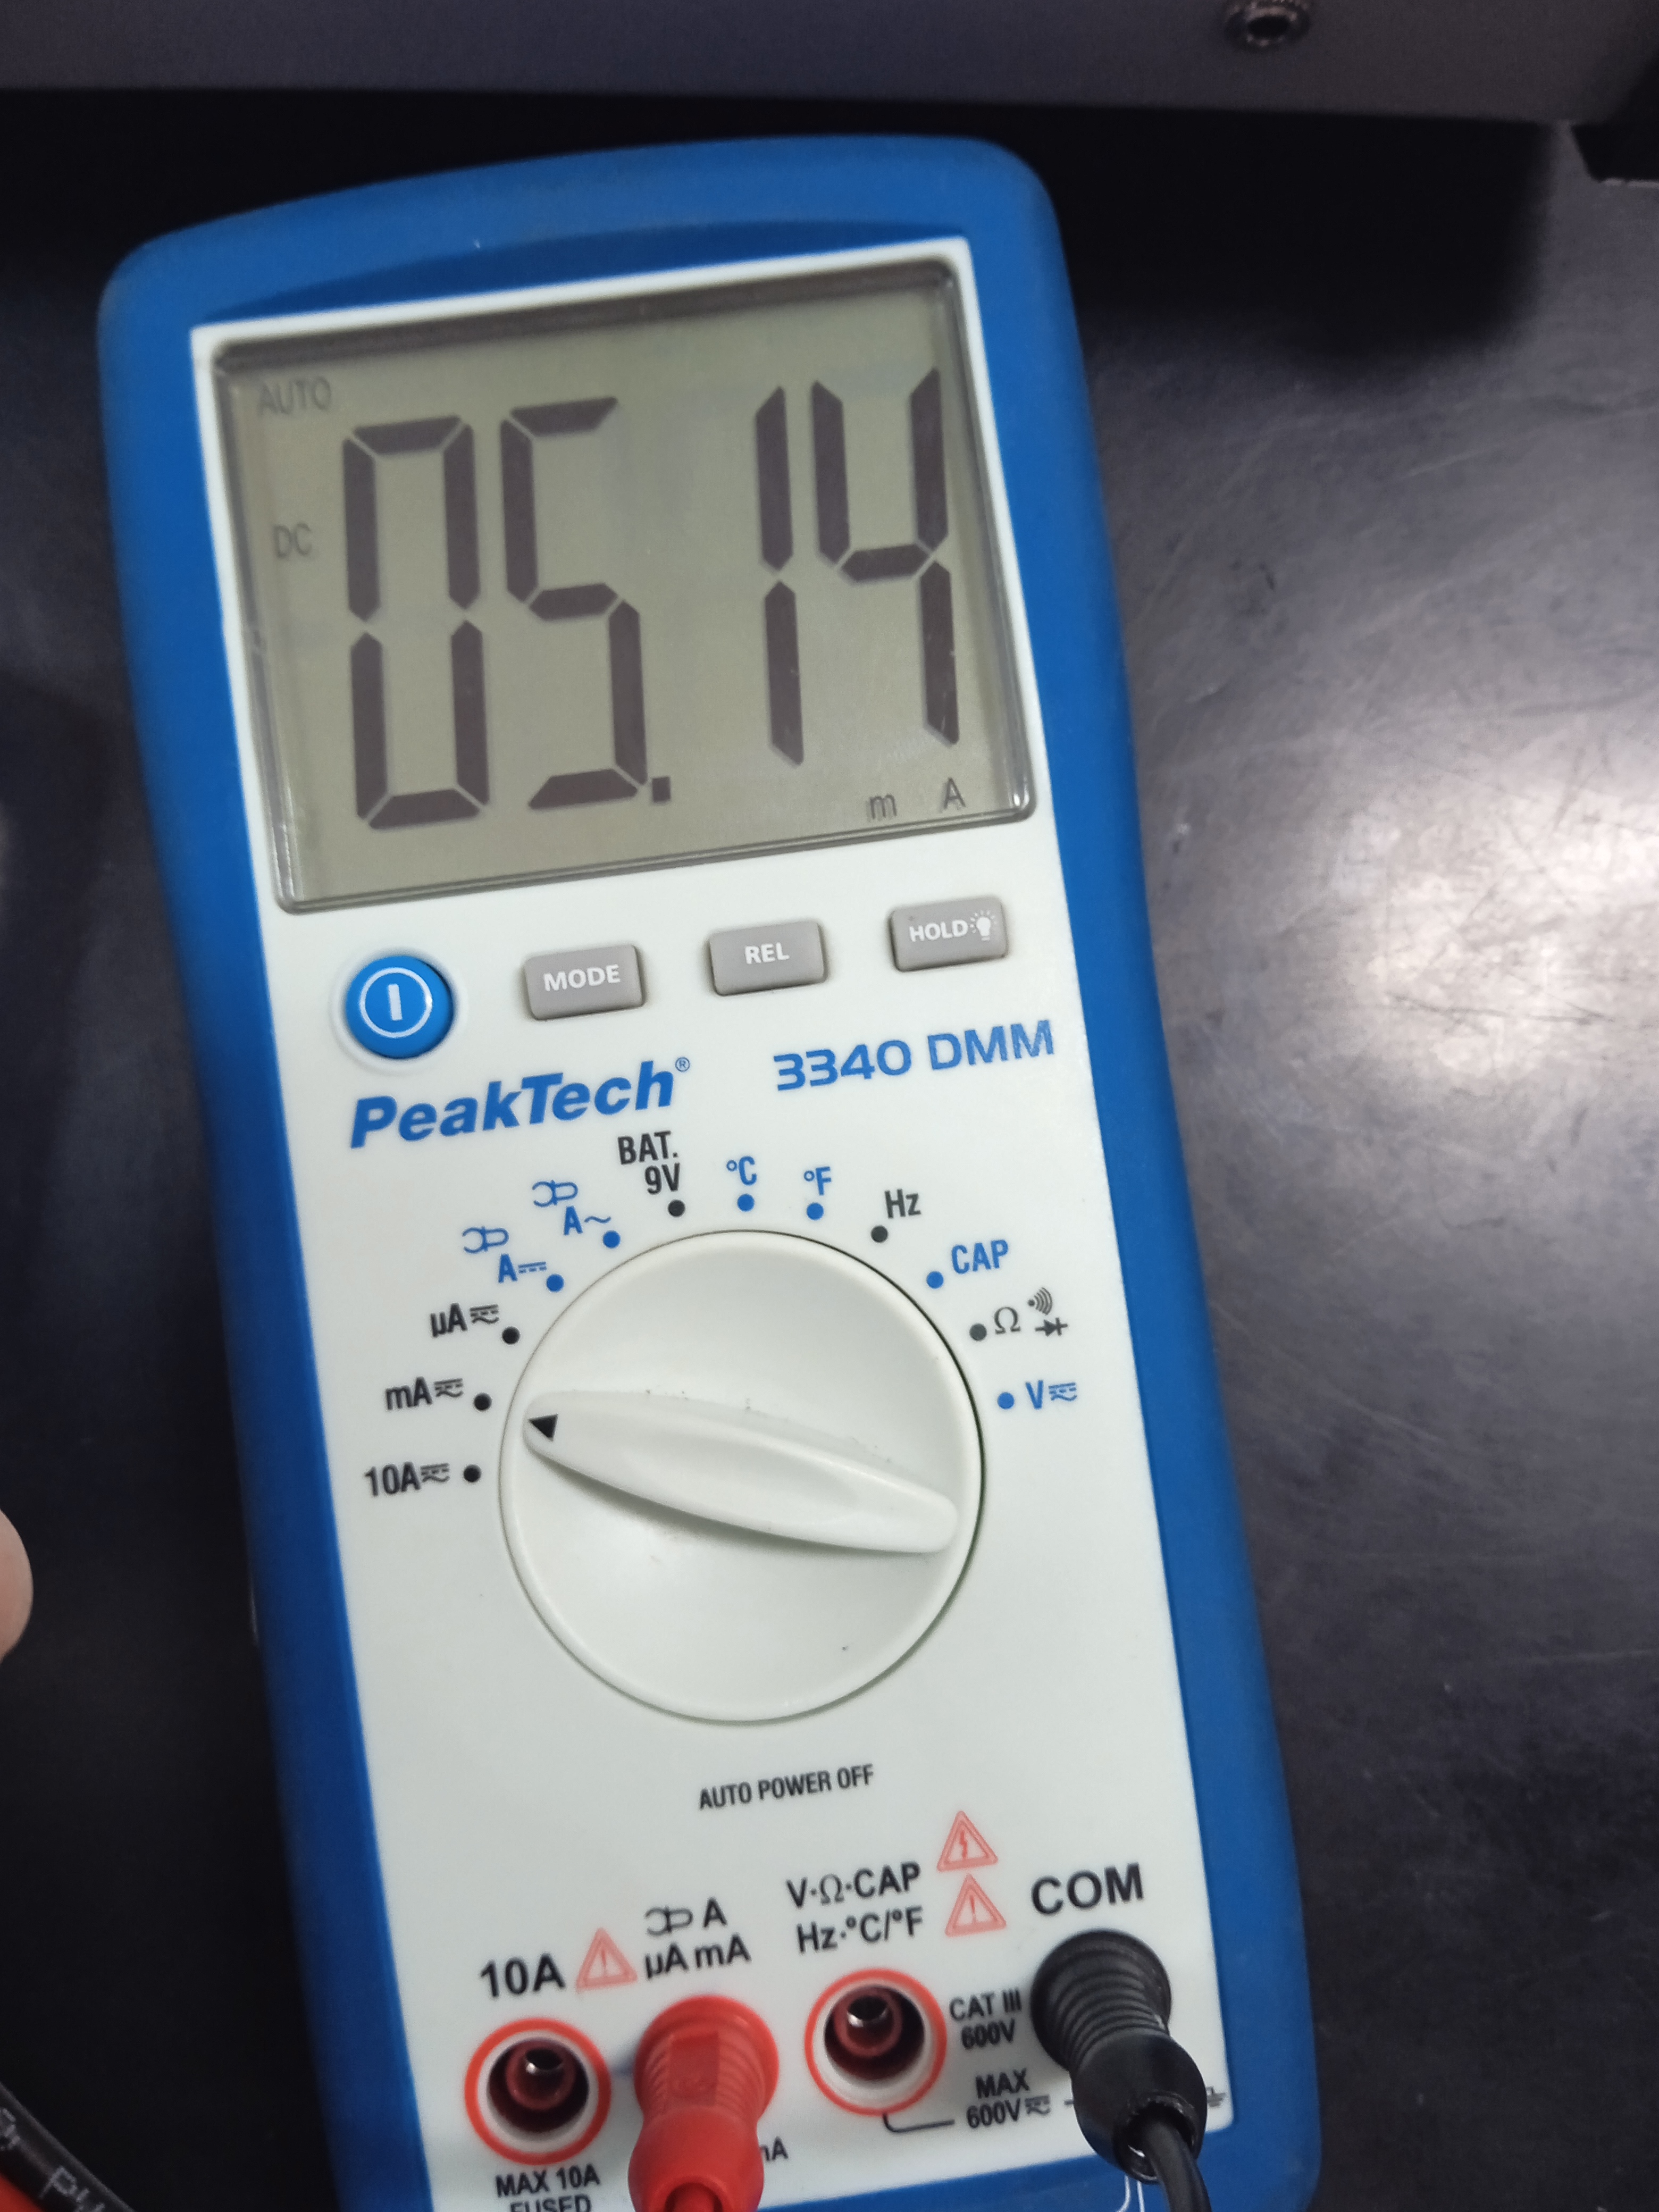 AUTO
DC
05.14
m A
MODE
REL
HOLD
PeakTech®
3340 DMM
BAT.
9V
°C
°F
Hz
A~
A
CAP
µA
Ω
mA
V
10A
AUTO POWER OFF
10A
A
µA mA
V·Ω·CAP
Hz·°C/°F
COM
CAT III
600V
MAX
600V
MAX 10A
FUSED